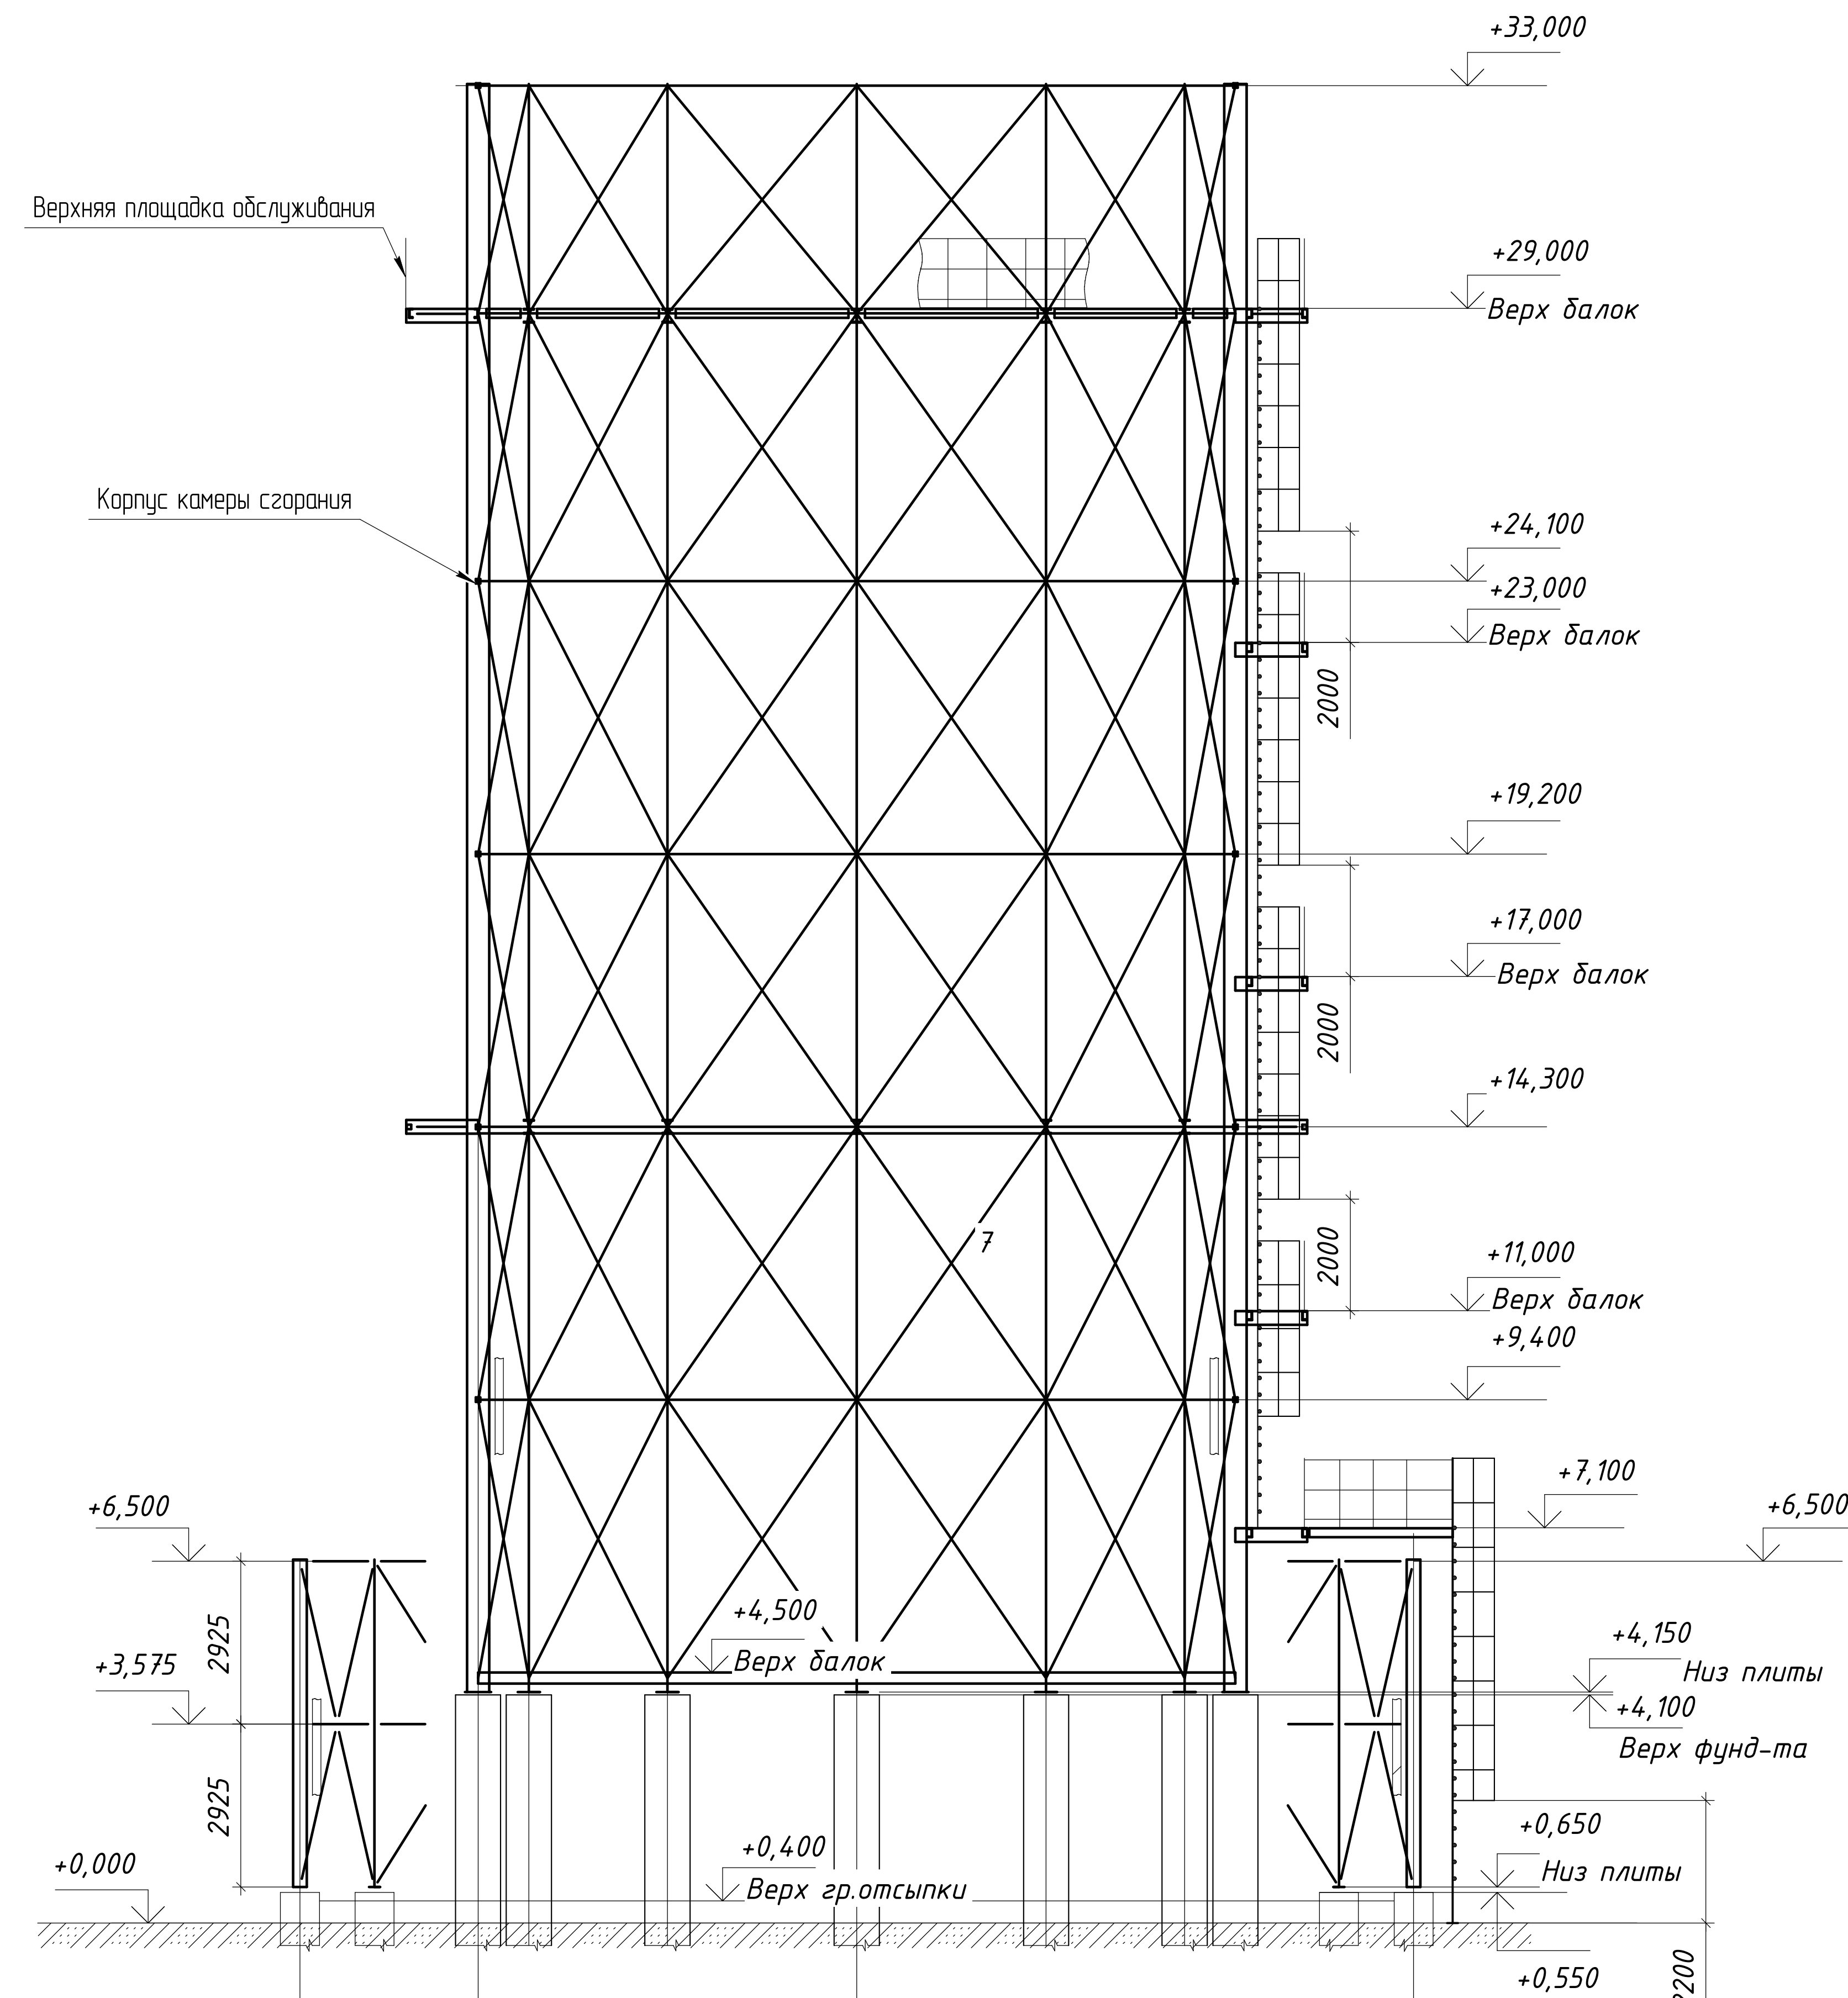 +33,000
Верхняя площадка обслуживания
+29,000
Верх балок
Корпус камеры сгорания
+24,100
+23,000
Верх балок
2000
+19,200
+17,000
Верх балок
2000
+14,300
7
2000
+11,000
Верх балок
+9,400
+7,100
+6,500
+6,500
+4,500
Верх балок
2925
+3,575
+4,150
Низ плиты
+4,100
Верх фунд-та
2925
+0,650
Низ плиты
+0,400
Верх гр.отсыпки
+0,000
+0,550